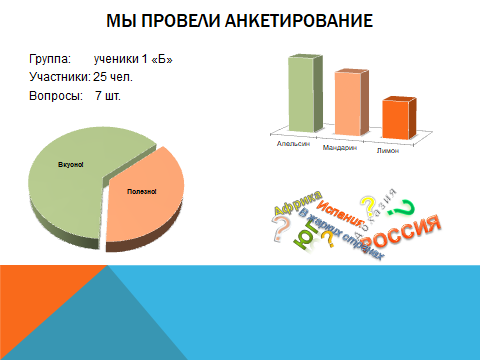 МЫ ПРОВЕЛИ АНКЕТИРОВАНИЕ
Группа: ученики 1 «Б»
Участники: 25 чел.
Вопросы: 7 шт.
Вкусно!
Полезно!
Апельсин
Мандарин
Лимон
Африка
Испания
?
?
Абхазия
?
ЮГ
?
В жарких странах
РОССИЯ